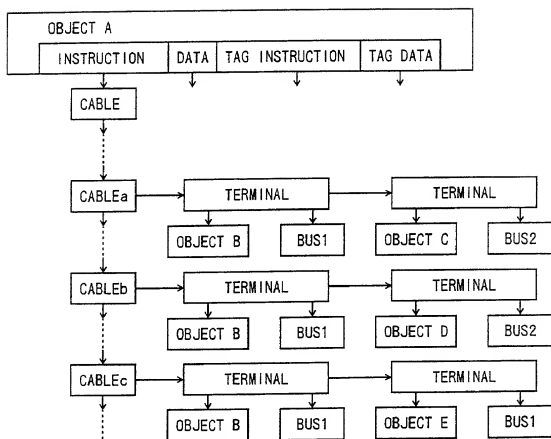 OBJECT A
INSTRUCTION DATA TAG INSTRUCTION TAG DATA
CABLE
CABLEa TERMINAL TERMINAL
OBJECT B BUS1 OBJECT C BUS2
CABLEb TERMINAL TERMINAL
OBJECT B BUS1 OBJECT D BUS2
CABLEc TERMINAL TERMINAL
OBJECT B BUS1 OBJECT E BUS1